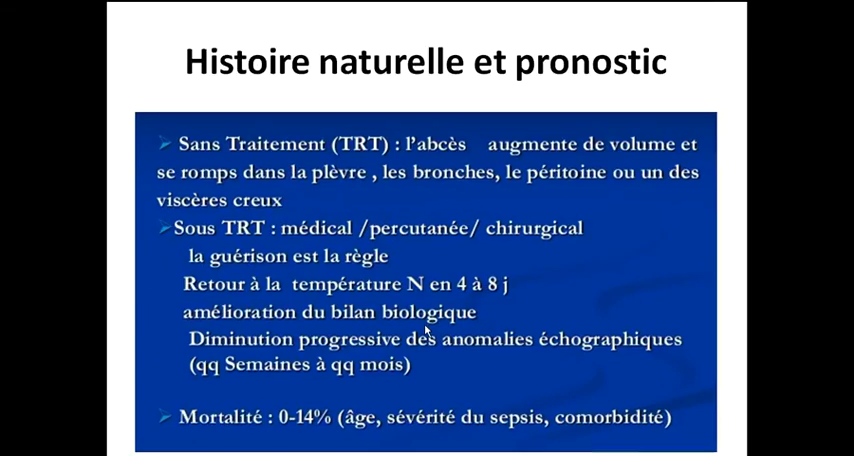 Histoire naturelle et pronostic
Sans Traitement (TRT) : l'abcès augmente de volume et
se romps dans la plèvre , les bronches, le péritoine ou un des
viscères creux
Sous TRT : médical /percutanée/ chirurgical
la guérison est la règle
Retour à la température N en 4 à 8 j
amélioration du bilan biologique
Diminution progressive des anomalies échographiques
(qq Semaines à qq mois)
Mortalité : 0-14% (âge, sévérité du sepsis, comorbidité)